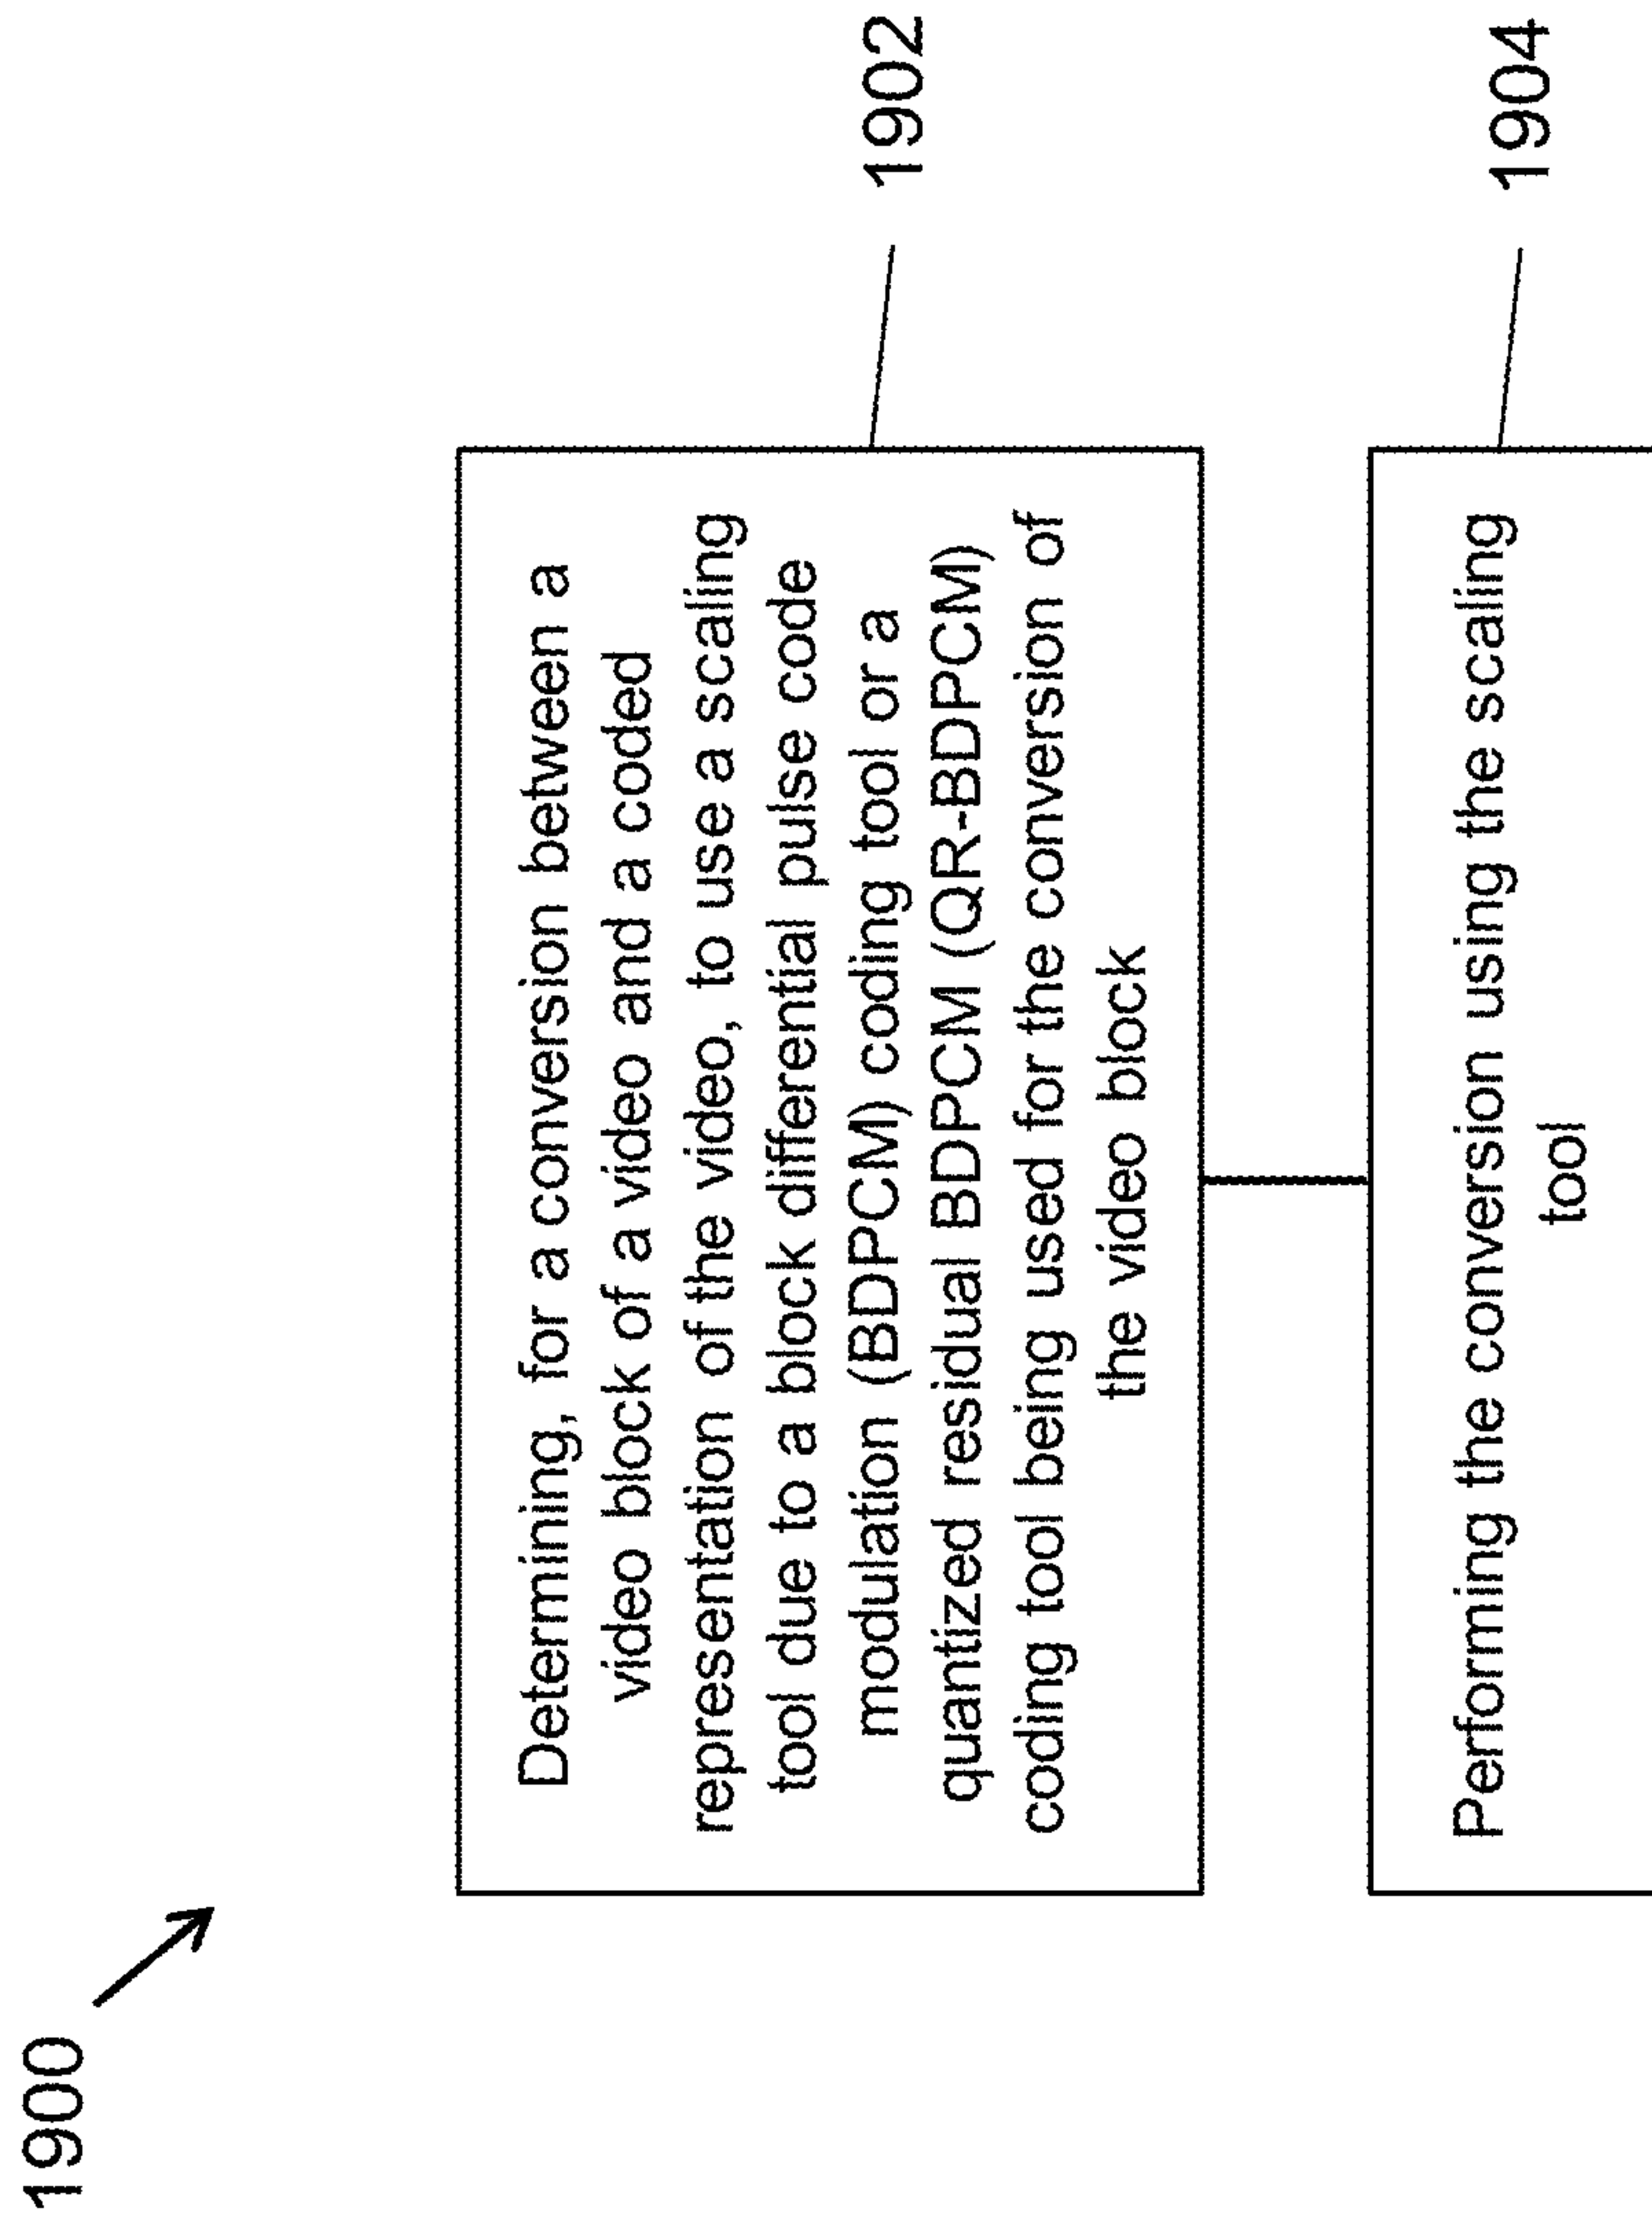 1900
Determining, for a conversion between a
video block of a video and a coded
representation of the video, to use a scaling
tool due to a block differential pulse code
modulation (BDPCM) coding tool or a
quantized residual BDPCM (QR-BDPCM)
coding tool being used for the conversion of
the video block
1902
Performing the conversion using the scaling
tool
1904